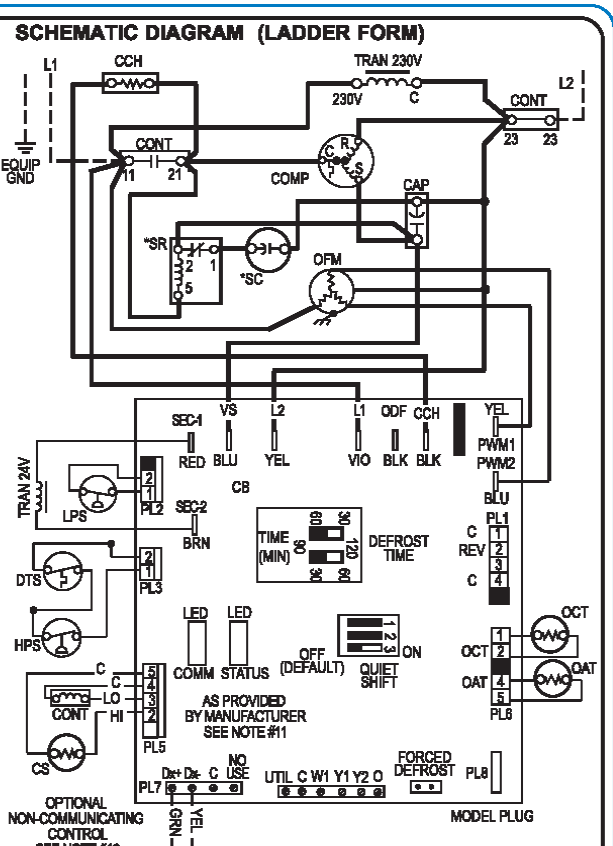 SCHEMATIC DIAGRAM (LADDER FORM)
L1
CCH
TRAN 230V
L2
230V
C
CONT
23 23
EQUIP
GND
CONT
11 21
COMP
C
R
S
CAP
*SR
2 1
5
*SC
OFM
VS
L2
L1
ODF
CCH
YEL
SEC-1
RED
BLU
YEL
VIO
BLK
BLK
PWM1
PWM2
BLU
CB
TRAN 24V
LPS
2
1
PL2
SEC-2
BRN
PL1
C 1
REV 2
3
C 4
TIME
(MIN)
60 30
90 120
30 60
DEFROST
TIME
DTS
2
1
PL3
HPS
LED LED
COMM STATUS
OFF
(DEFAULT)
1
2
3
ON
QUIET
SHIFT
OCT
1
OCT 2
OAT
OAT 4
5
PL6
C 5
C 4
LO 3
HI 2
CONT
PL5
CS
AS PROVIDED
BY MANUFACTURER
SEE NOTE #11
PL7
Dx+ Dx- C NO
USE
UTIL C W1 Y1 Y2 O
FORCED
DEFROST
PL8
OPTIONAL
NON-COMMUNICATING
CONTROL
GRN
YEL
MODEL PLUG